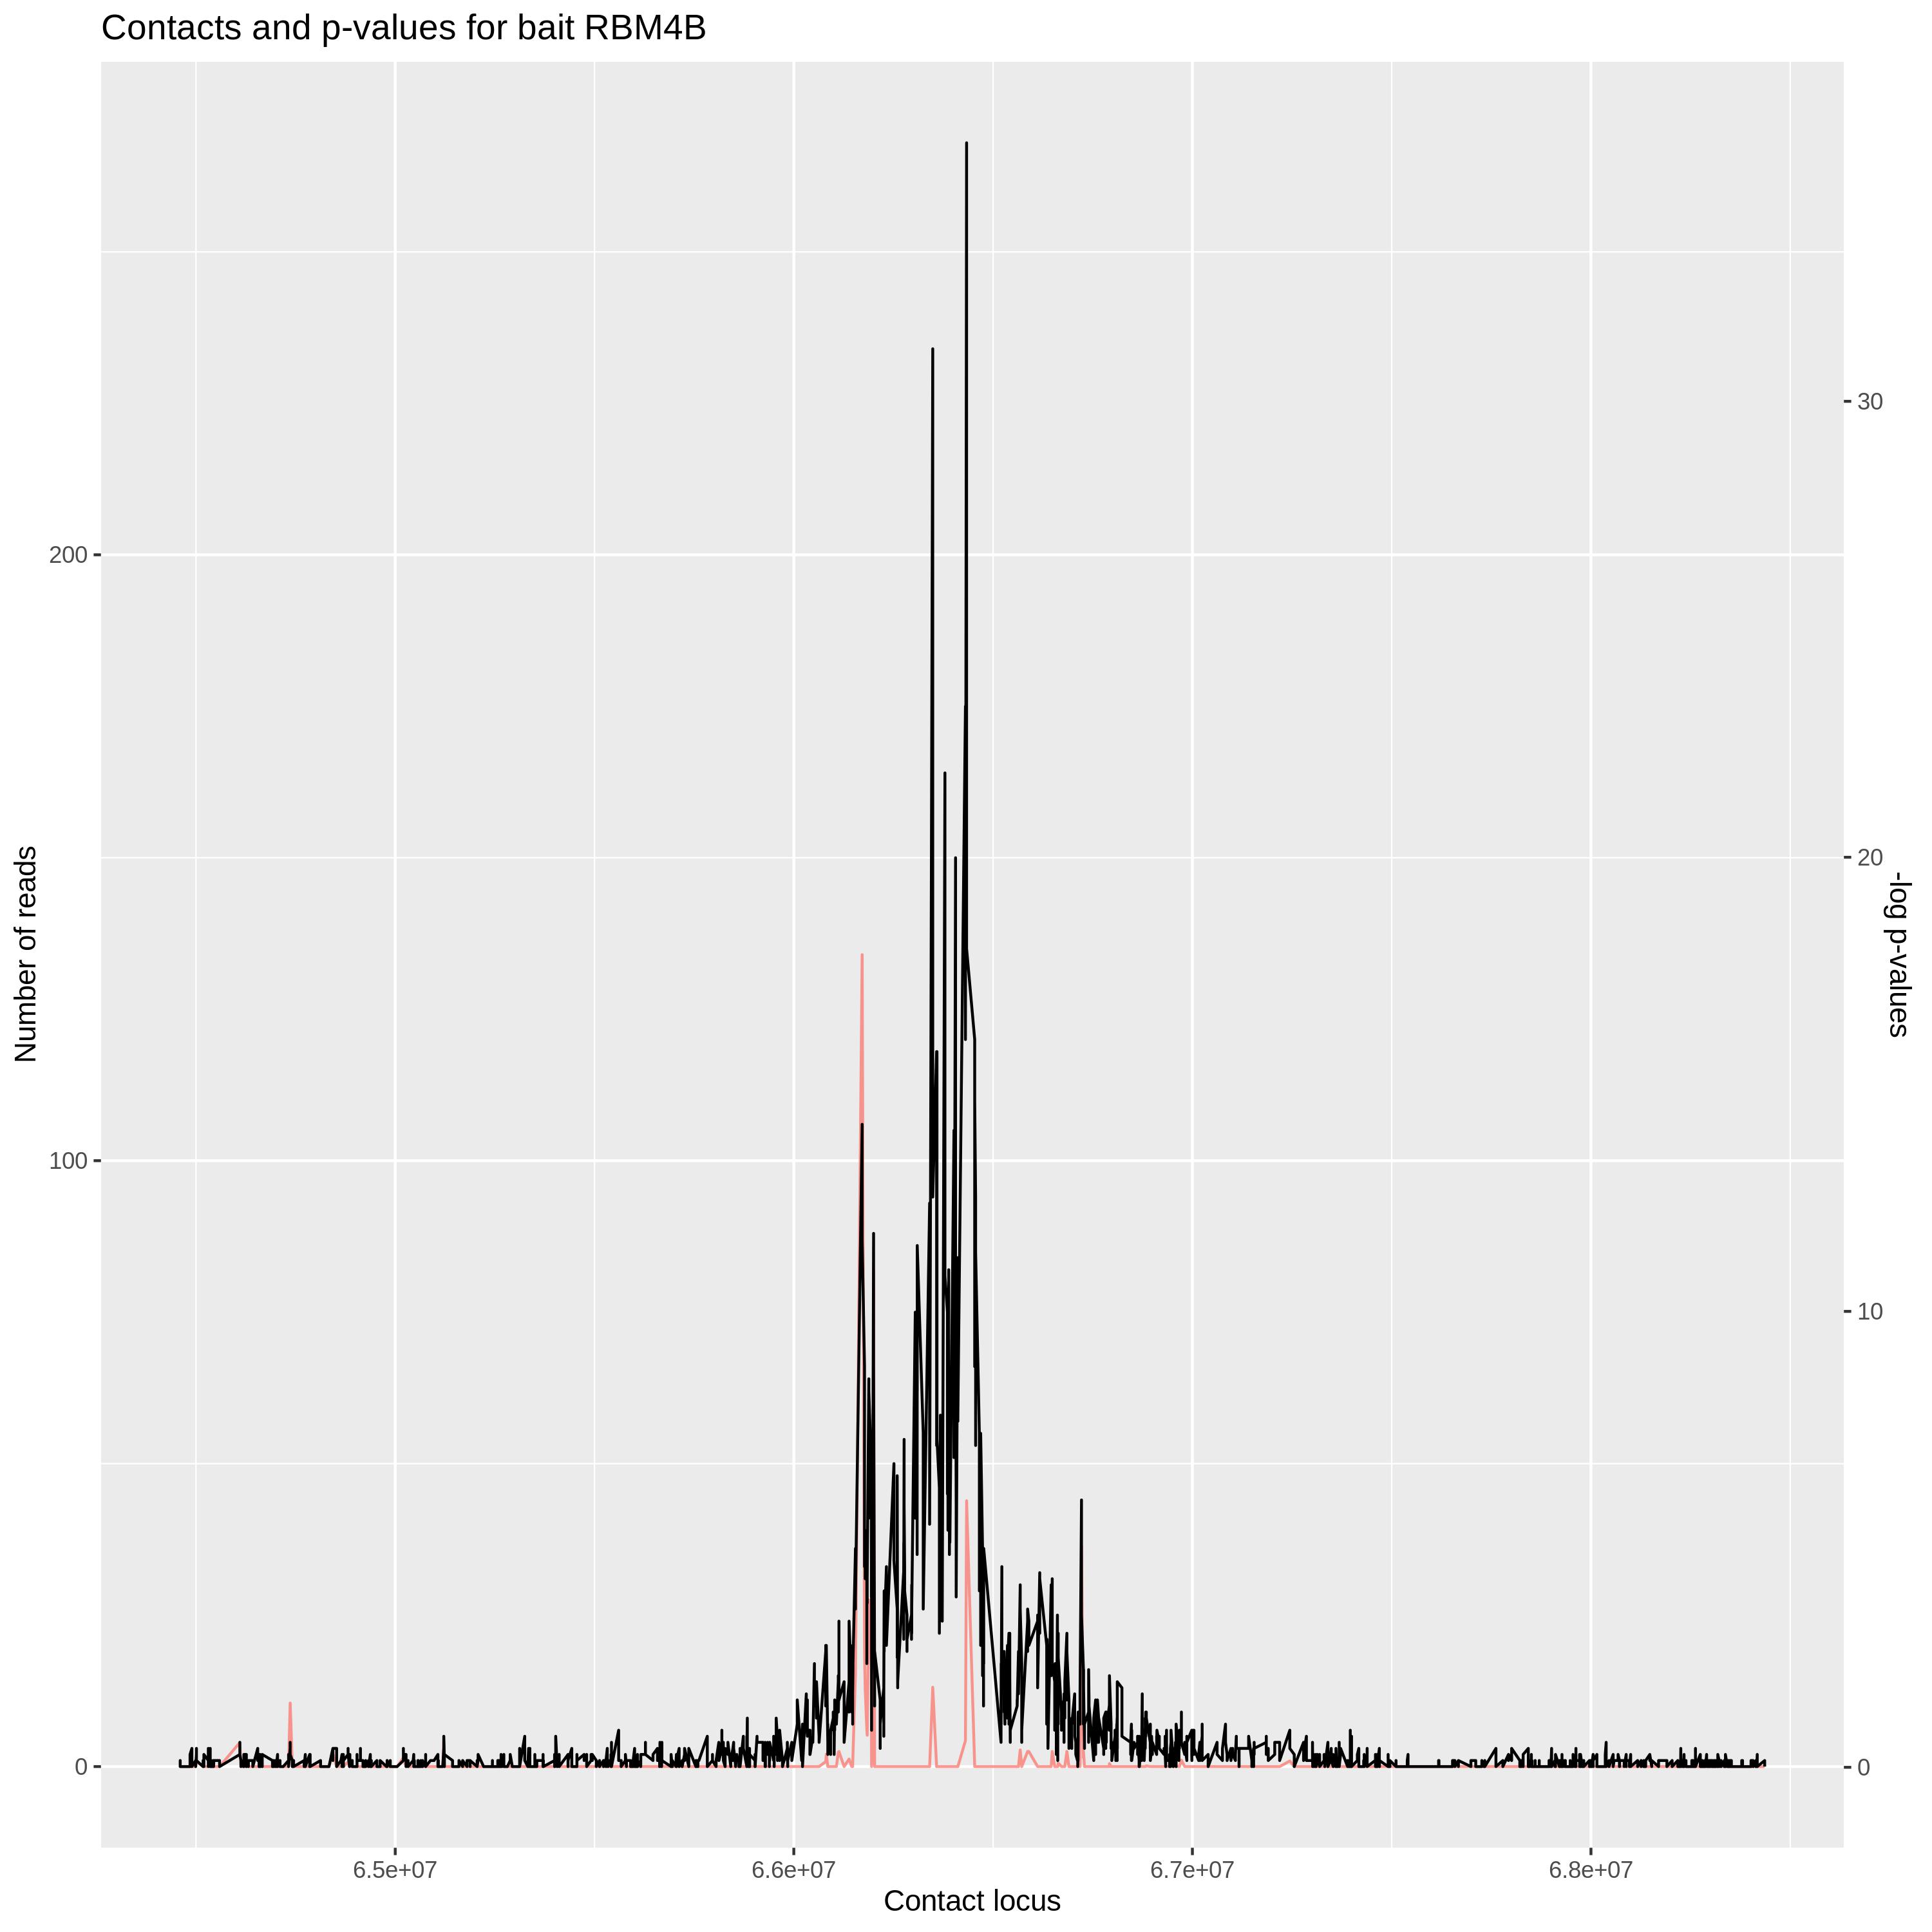 Contacts and p-values for bait RBM4B
Number of reads
200
100
0
30
20
10
0
-log p-values
6.5e+07
6.6e+07
6.7e+07
6.8e+07
Contact locus